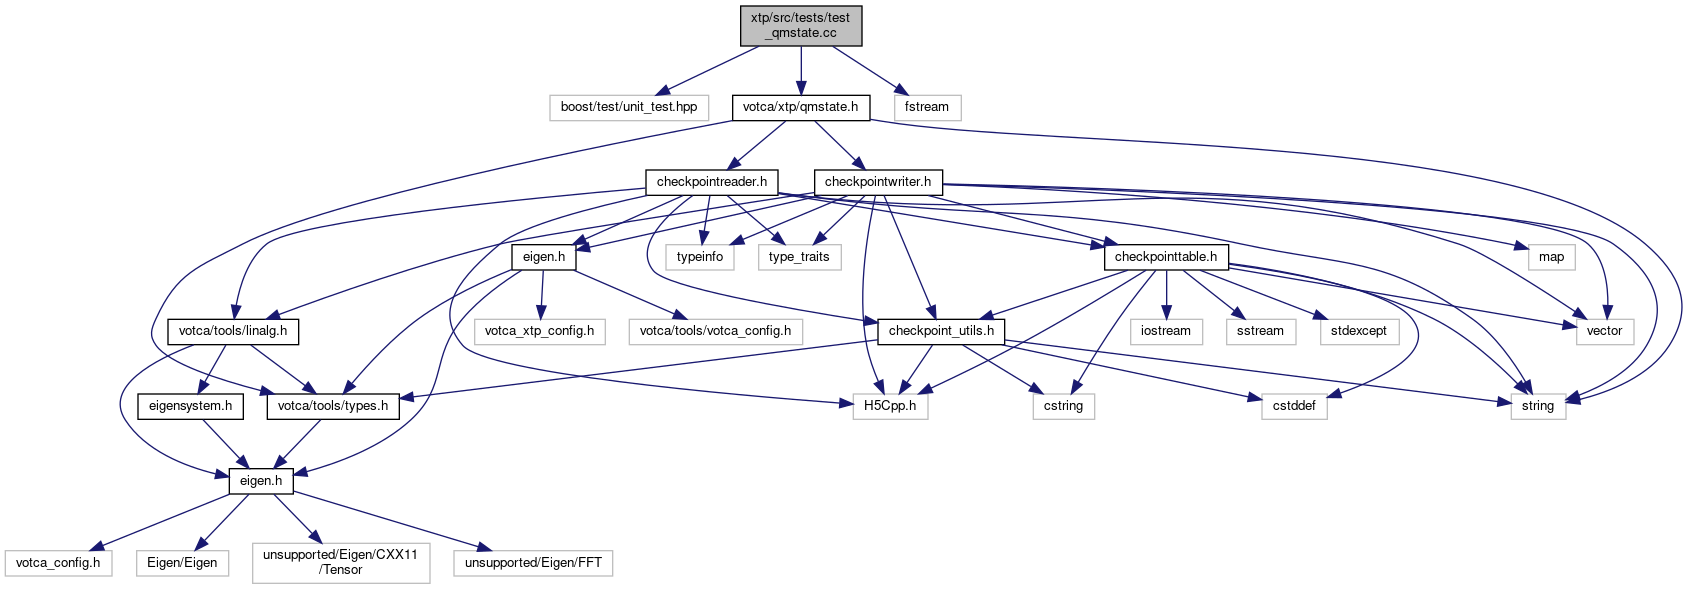 xtp/src/tests/test
_qmstate.cc
boost/test/unit_test.hpp
votca/xtp/qmstate.h
fstream
checkpointreader.h
checkpointwriter.h
eigen.h
typeinfo
type_traits
checkpointtable.h
map
votca/tools/linalg.h
votca_xtp_config.h
votca/tools/votca_config.h
checkpoint_utils.h
iostream
sstream
stdexcept
vector
eigensystem.h
votca/tools/types.h
H5Cpp.h
cstring
cstddef
string
eigen.h
votca_config.h
Eigen/Eigen
unsupported/Eigen/CXX11
/Tensor
unsupported/Eigen/FFT